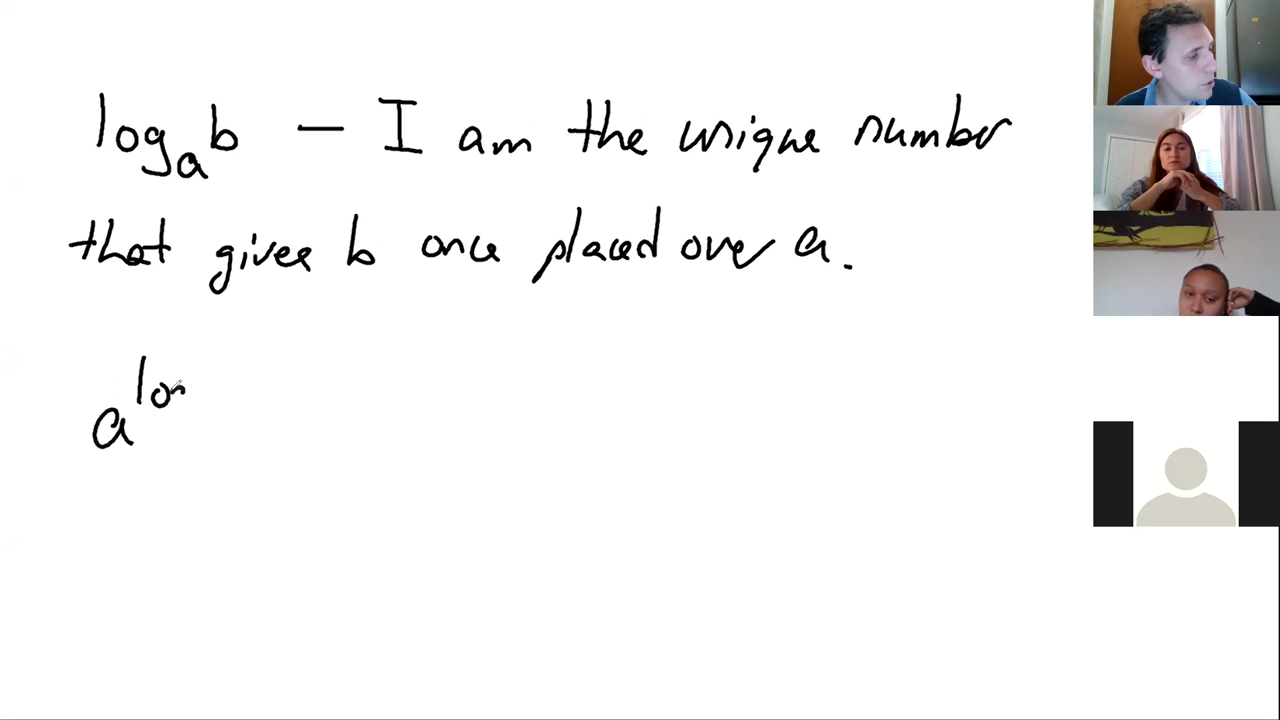 log_a b — I am the unique number
that gives b once placed over a.
a^lo